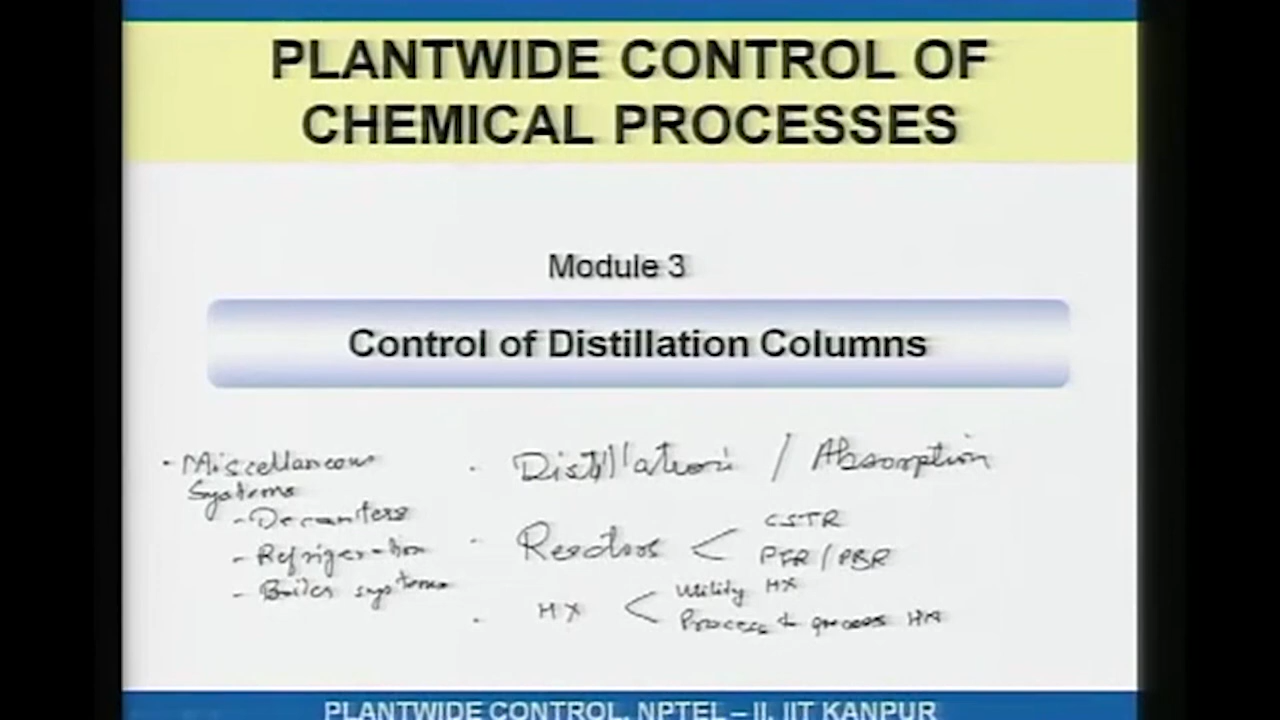 PLANTWIDE CONTROL OF
CHEMICAL PROCESSES
Module 3
Control of Distillation Columns
· Miscellaneous
Systems
- Decanters
- Refrigeration
- Boiler systems
· Distillation / Absorption
· Reactors < CSTR
PFR / PBR
· HX < Utility HX
Process to process HX
PLANTWIDE CONTROL, NPTEL – II, IIT KANPUR